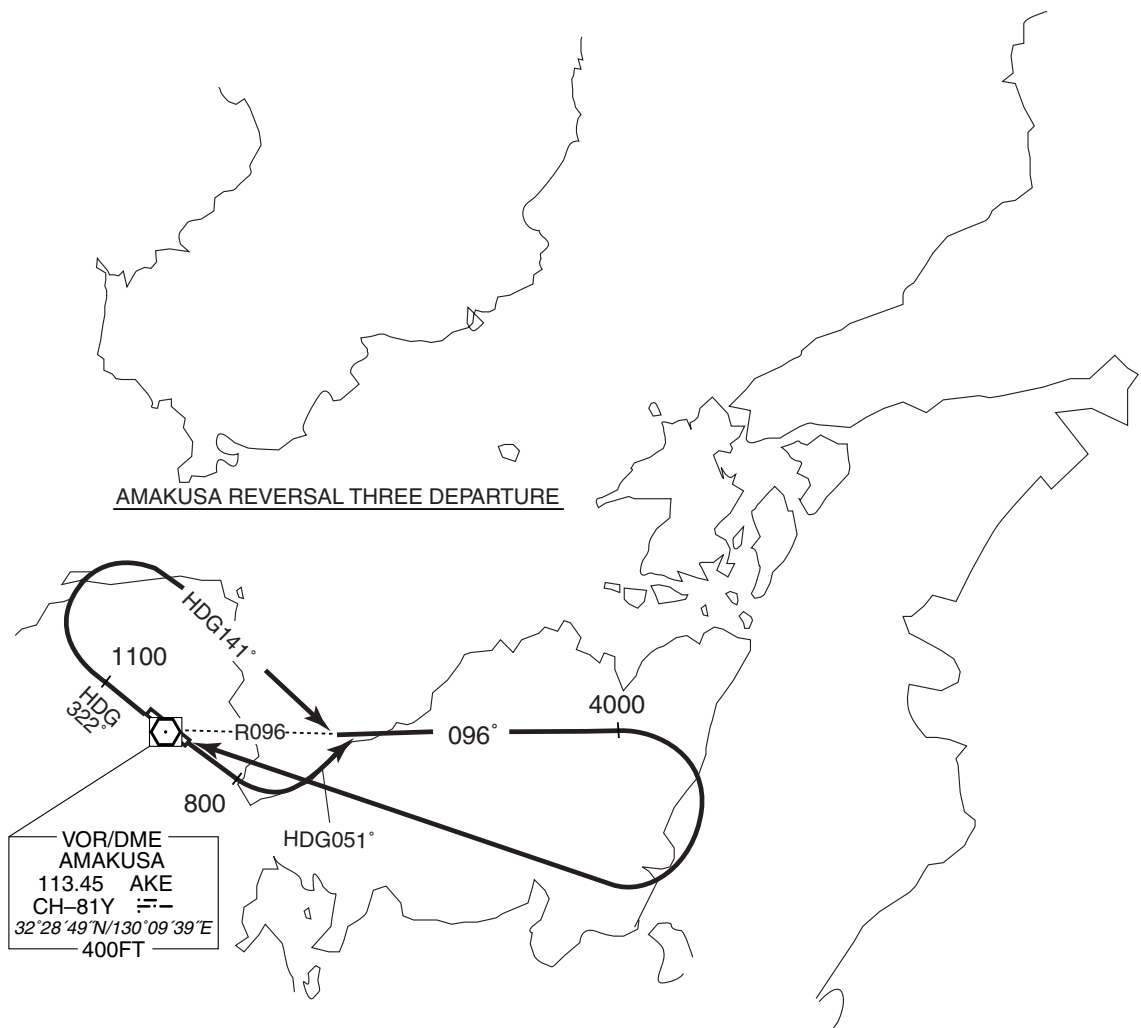 AMAKUSA REVERSAL THREE DEPARTURE
HDG141°
1100
HDG
322°
R096
096°
4000
800
HDG051°
VOR/DME
AMAKUSA
113.45 AKE
CH–81Y
32°28´49˝N/130°09´39˝E
400FT